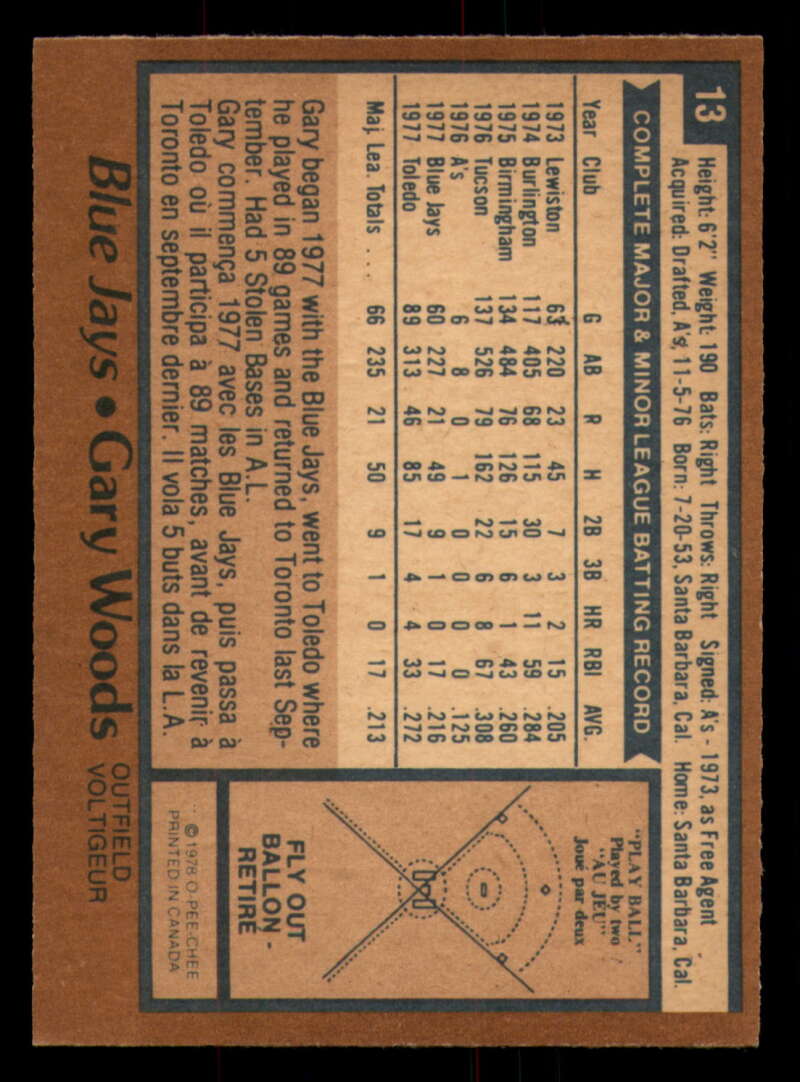 13
Height: 6'2" Weight: 190 Bats: Right Throws: Right Signed: A's - 1973, as Free Agent
Acquired: Drafted, A's, 11-5-76 Born: 7-20-53, Santa Barbara, Cal. Home: Santa Barbara, Cal.
COMPLETE MAJOR & MINOR LEAGUE BATTING RECORD
Year Club G AB R H 2B 3B HR RBI AVG.
1973 Lewiston 63 220 23 45 7 3 2 15 .205
1974 Burlington 117 405 68 115 30 3 11 59 .284
1975 Birmingham 134 484 76 126 15 6 1 43 .260
1976 Tucson 137 526 79 162 22 6 8 67 .308
1976 A's 6 8 0 1 0 0 0 0 .125
1977 Blue Jays 60 227 21 49 9 1 0 17 .216
1977 Toledo 89 313 46 85 17 4 4 33 .272
Maj. Lea. Totals . . . 66 235 21 50 9 1 0 17 .213
Gary began 1977 with the Blue Jays, went to Toledo where
he played in 89 games and returned to Toronto last Sep-
tember. Had 5 Stolen Bases in A.L.
Gary commença 1977 avec les Blue Jays, puis passa à
Toledo où il participa à 89 matches, avant de revenir à
Toronto en septembre dernier. Il vola 5 buts dans la L.A.
"PLAY BALL"
Played by two
"AU JEU"
Joué par deux
FLY OUT
BALLON -
RETIRÉ
© 1978 O-PEE-CHEE
PRINTED IN CANADA
Blue Jays • Gary Woods OUTFIELD
VOLTIGEUR